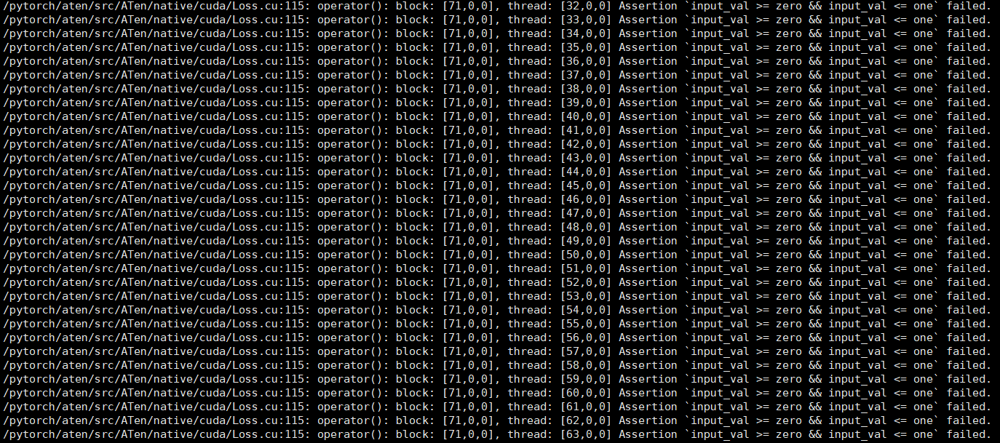 /pytorch/aten/src/ATen/native/cuda/Loss.cu:115: operator(): block: [71,0,0], thread: [32,0,0] Assertion `input_val >= zero && input_val <= one` failed.
/pytorch/aten/src/ATen/native/cuda/Loss.cu:115: operator(): block: [71,0,0], thread: [33,0,0] Assertion `input_val >= zero && input_val <= one` failed.
/pytorch/aten/src/ATen/native/cuda/Loss.cu:115: operator(): block: [71,0,0], thread: [34,0,0] Assertion `input_val >= zero && input_val <= one` failed.
/pytorch/aten/src/ATen/native/cuda/Loss.cu:115: operator(): block: [71,0,0], thread: [35,0,0] Assertion `input_val >= zero && input_val <= one` failed.
/pytorch/aten/src/ATen/native/cuda/Loss.cu:115: operator(): block: [71,0,0], thread: [36,0,0] Assertion `input_val >= zero && input_val <= one` failed.
/pytorch/aten/src/ATen/native/cuda/Loss.cu:115: operator(): block: [71,0,0], thread: [37,0,0] Assertion `input_val >= zero && input_val <= one` failed.
/pytorch/aten/src/ATen/native/cuda/Loss.cu:115: operator(): block: [71,0,0], thread: [38,0,0] Assertion `input_val >= zero && input_val <= one` failed.
/pytorch/aten/src/ATen/native/cuda/Loss.cu:115: operator(): block: [71,0,0], thread: [39,0,0] Assertion `input_val >= zero && input_val <= one` failed.
/pytorch/aten/src/ATen/native/cuda/Loss.cu:115: operator(): block: [71,0,0], thread: [40,0,0] Assertion `input_val >= zero && input_val <= one` failed.
/pytorch/aten/src/ATen/native/cuda/Loss.cu:115: operator(): block: [71,0,0], thread: [41,0,0] Assertion `input_val >= zero && input_val <= one` failed.
/pytorch/aten/src/ATen/native/cuda/Loss.cu:115: operator(): block: [71,0,0], thread: [42,0,0] Assertion `input_val >= zero && input_val <= one` failed.
/pytorch/aten/src/ATen/native/cuda/Loss.cu:115: operator(): block: [71,0,0], thread: [43,0,0] Assertion `input_val >= zero && input_val <= one` failed.
/pytorch/aten/src/ATen/native/cuda/Loss.cu:115: operator(): block: [71,0,0], thread: [44,0,0] Assertion `input_val >= zero && input_val <= one` failed.
/pytorch/aten/src/ATen/native/cuda/Loss.cu:115: operator(): block: [71,0,0], thread: [45,0,0] Assertion `input_val >= zero && input_val <= one` failed.
/pytorch/aten/src/ATen/native/cuda/Loss.cu:115: operator(): block: [71,0,0], thread: [46,0,0] Assertion `input_val >= zero && input_val <= one` failed.
/pytorch/aten/src/ATen/native/cuda/Loss.cu:115: operator(): block: [71,0,0], thread: [47,0,0] Assertion `input_val >= zero && input_val <= one` failed.
/pytorch/aten/src/ATen/native/cuda/Loss.cu:115: operator(): block: [71,0,0], thread: [48,0,0] Assertion `input_val >= zero && input_val <= one` failed.
/pytorch/aten/src/ATen/native/cuda/Loss.cu:115: operator(): block: [71,0,0], thread: [49,0,0] Assertion `input_val >= zero && input_val <= one` failed.
/pytorch/aten/src/ATen/native/cuda/Loss.cu:115: operator(): block: [71,0,0], thread: [50,0,0] Assertion `input_val >= zero && input_val <= one` failed.
/pytorch/aten/src/ATen/native/cuda/Loss.cu:115: operator(): block: [71,0,0], thread: [51,0,0] Assertion `input_val >= zero && input_val <= one` failed.
/pytorch/aten/src/ATen/native/cuda/Loss.cu:115: operator(): block: [71,0,0], thread: [52,0,0] Assertion `input_val >= zero && input_val <= one` failed.
/pytorch/aten/src/ATen/native/cuda/Loss.cu:115: operator(): block: [71,0,0], thread: [53,0,0] Assertion `input_val >= zero && input_val <= one` failed.
/pytorch/aten/src/ATen/native/cuda/Loss.cu:115: operator(): block: [71,0,0], thread: [54,0,0] Assertion `input_val >= zero && input_val <= one` failed.
/pytorch/aten/src/ATen/native/cuda/Loss.cu:115: operator(): block: [71,0,0], thread: [55,0,0] Assertion `input_val >= zero && input_val <= one` failed.
/pytorch/aten/src/ATen/native/cuda/Loss.cu:115: operator(): block: [71,0,0], thread: [56,0,0] Assertion `input_val >= zero && input_val <= one` failed.
/pytorch/aten/src/ATen/native/cuda/Loss.cu:115: operator(): block: [71,0,0], thread: [57,0,0] Assertion `input_val >= zero && input_val <= one` failed.
/pytorch/aten/src/ATen/native/cuda/Loss.cu:115: operator(): block: [71,0,0], thread: [58,0,0] Assertion `input_val >= zero && input_val <= one` failed.
/pytorch/aten/src/ATen/native/cuda/Loss.cu:115: operator(): block: [71,0,0], thread: [59,0,0] Assertion `input_val >= zero && input_val <= one` failed.
/pytorch/aten/src/ATen/native/cuda/Loss.cu:115: operator(): block: [71,0,0], thread: [60,0,0] Assertion `input_val >= zero && input_val <= one` failed.
/pytorch/aten/src/ATen/native/cuda/Loss.cu:115: operator(): block: [71,0,0], thread: [61,0,0] Assertion `input_val >= zero && input_val <= one` failed.
/pytorch/aten/src/ATen/native/cuda/Loss.cu:115: operator(): block: [71,0,0], thread: [62,0,0] Assertion `input_val >= zero && input_val <= one` failed.
/pytorch/aten/src/ATen/native/cuda/Loss.cu:115: operator(): block: [71,0,0], thread: [63,0,0] Assertion `input_val >= zero && input_val <= one` failed.